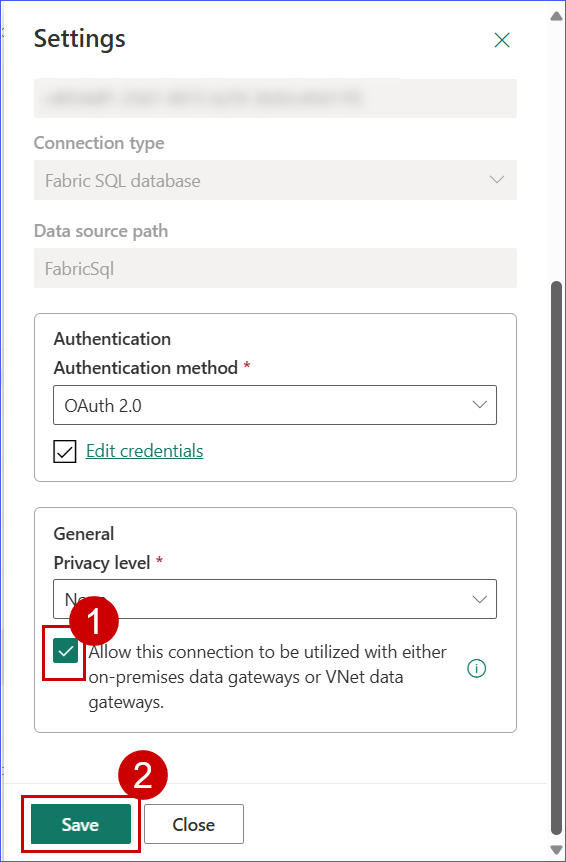 Settings
Connection type
Fabric SQL database
Data source path
FabricSql
Authentication
Authentication method *
OAuth 2.0
Edit credentials
General
Privacy level *
1
Allow this connection to be utilized with either
on-premises data gateways or VNet data
gateways.
2
Save
Close